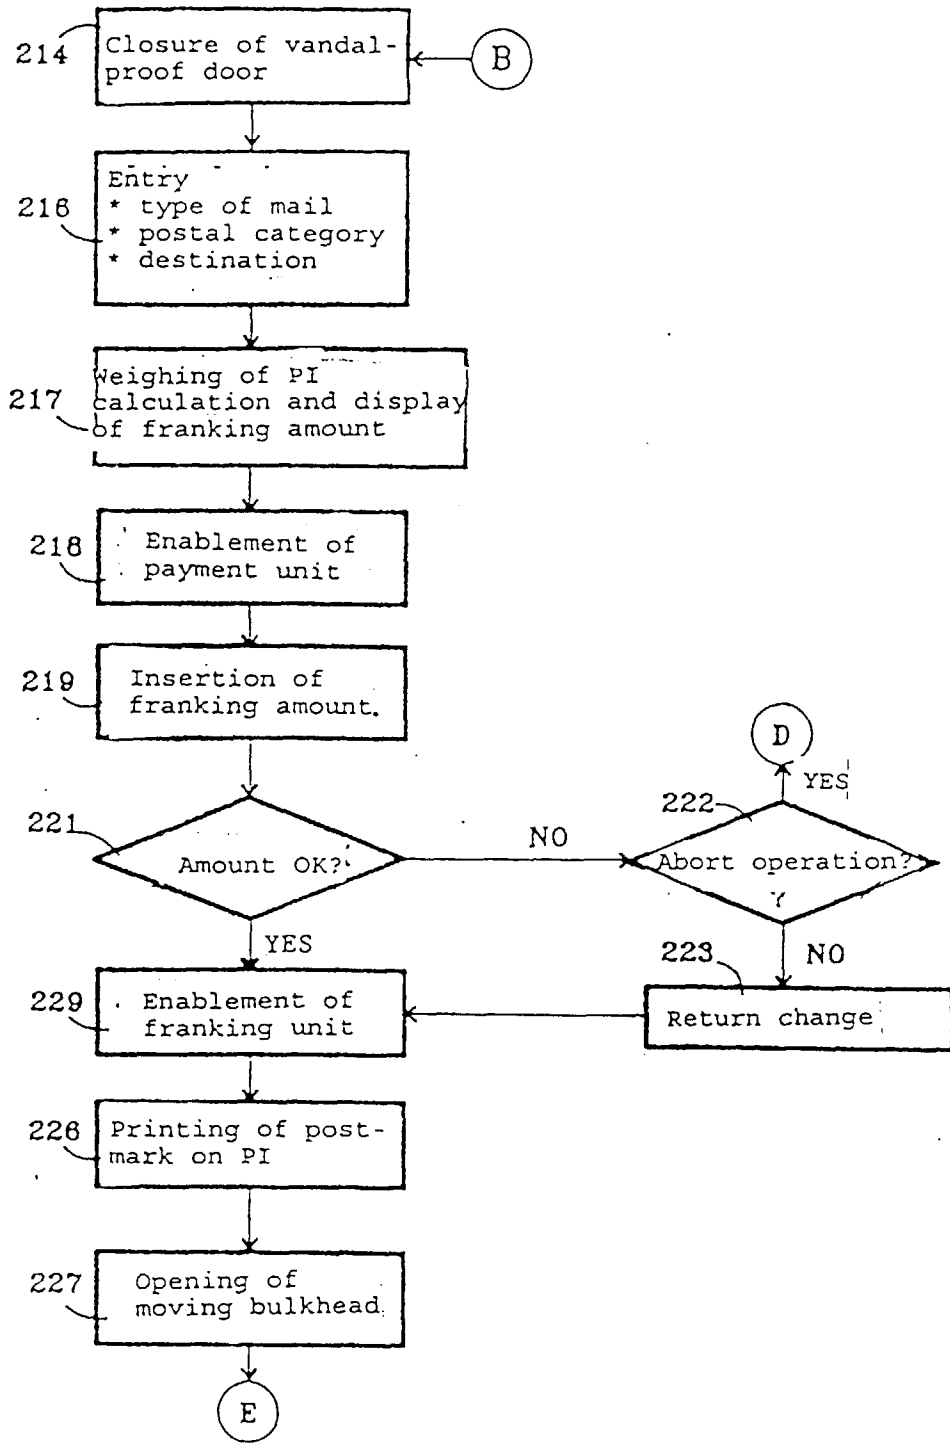 214
Closure of vandal-
proof door
B
216
Entry
* type of mail
* postal category
* destination
217
Weighing of PI
calculation and display
of franking amount
218
Enablement of
payment unit
219
Insertion of
franking amount.
D
YES
221
Amount OK?
NO
222
Abort operation?
YES
NO
223
Return change
229
Enablement of
franking unit
226
Printing of post-
mark on PI
227
Opening of
moving bulkhead
E